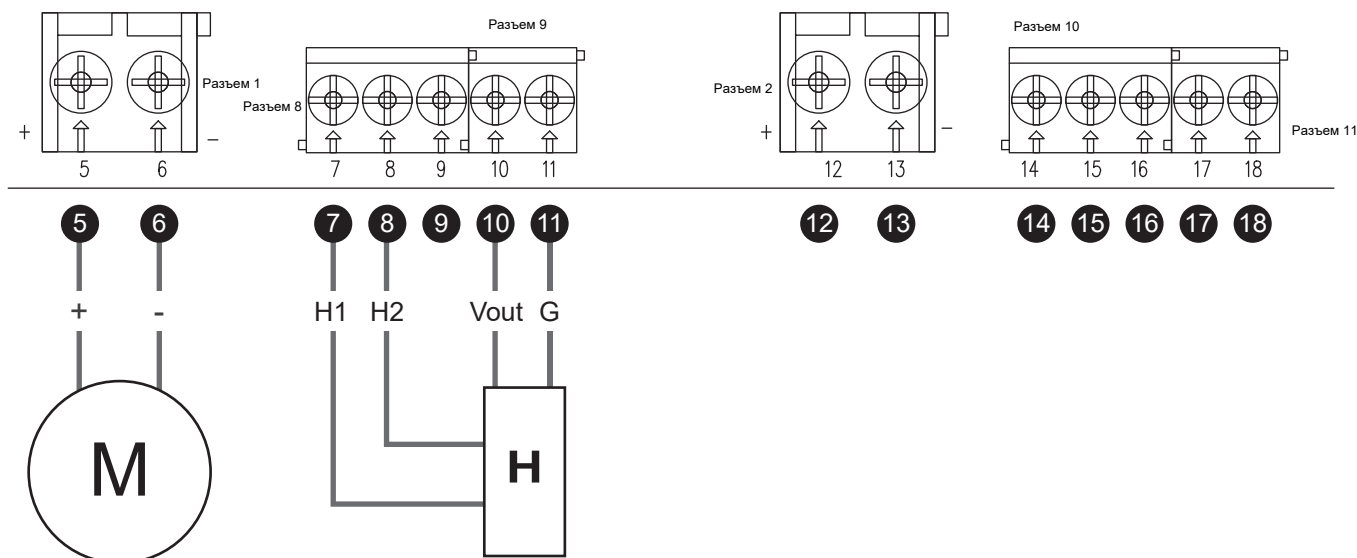 Разъем 9
Разъем 10
Разъем 1
Разъем 8
Разъем 2
Разъем 11
+ 5 6 – 7 8 9 10 11 + 12 13 – 14 15 16 17 18
5 6 7 8 9 10 11 12 13 14 15 16 17 18
+ - H1 H2 Vout G
M H